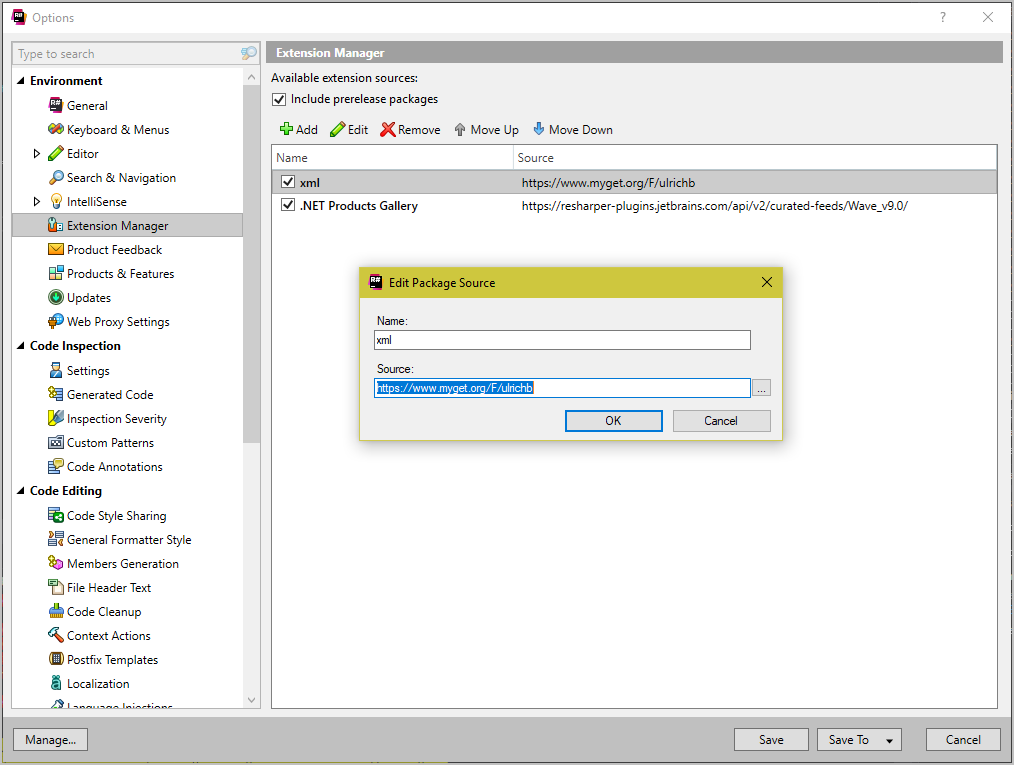 Options
?
Type to search
Environment
General
Keyboard & Menus
Editor
Search & Navigation
IntelliSense
Extension Manager
Product Feedback
Products & Features
Updates
Web Proxy Settings
Code Inspection
Settings
Generated Code
Inspection Severity
Custom Patterns
Code Annotations
Code Editing
Code Style Sharing
General Formatter Style
Members Generation
File Header Text
Code Cleanup
Context Actions
Postfix Templates
Localization
Language Injections
Extension Manager
Available extension sources:
Include prerelease packages
Add Edit Remove Move Up Move Down
Name Source
xml https://www.myget.org/F/ulrichb
.NET Products Gallery https://resharper-plugins.jetbrains.com/api/v2/curated-feeds/Wave_v9.0/
R# Edit Package Source
Name:
xml
Source:
https://www.myget.org/F/ulrichb
...
OK Cancel
Manage... Save Save To Cancel